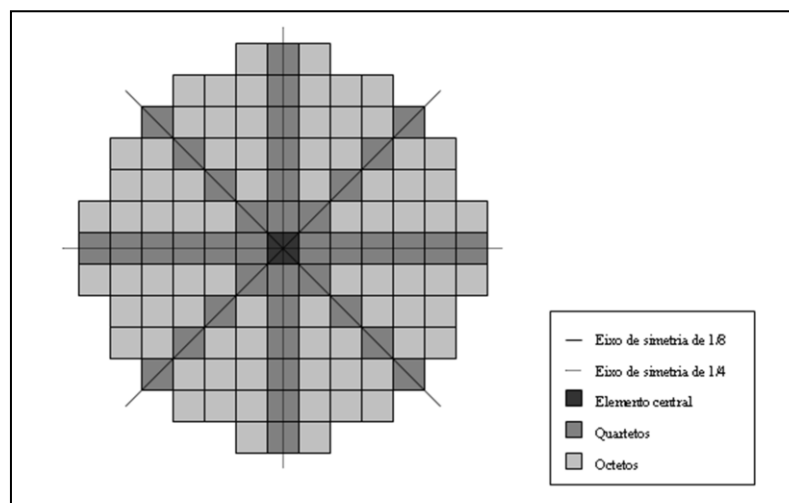 Eixo de simetria de 1/8
Eixo de simetria de 1/4
Elemento central
Quartetos
Octetos